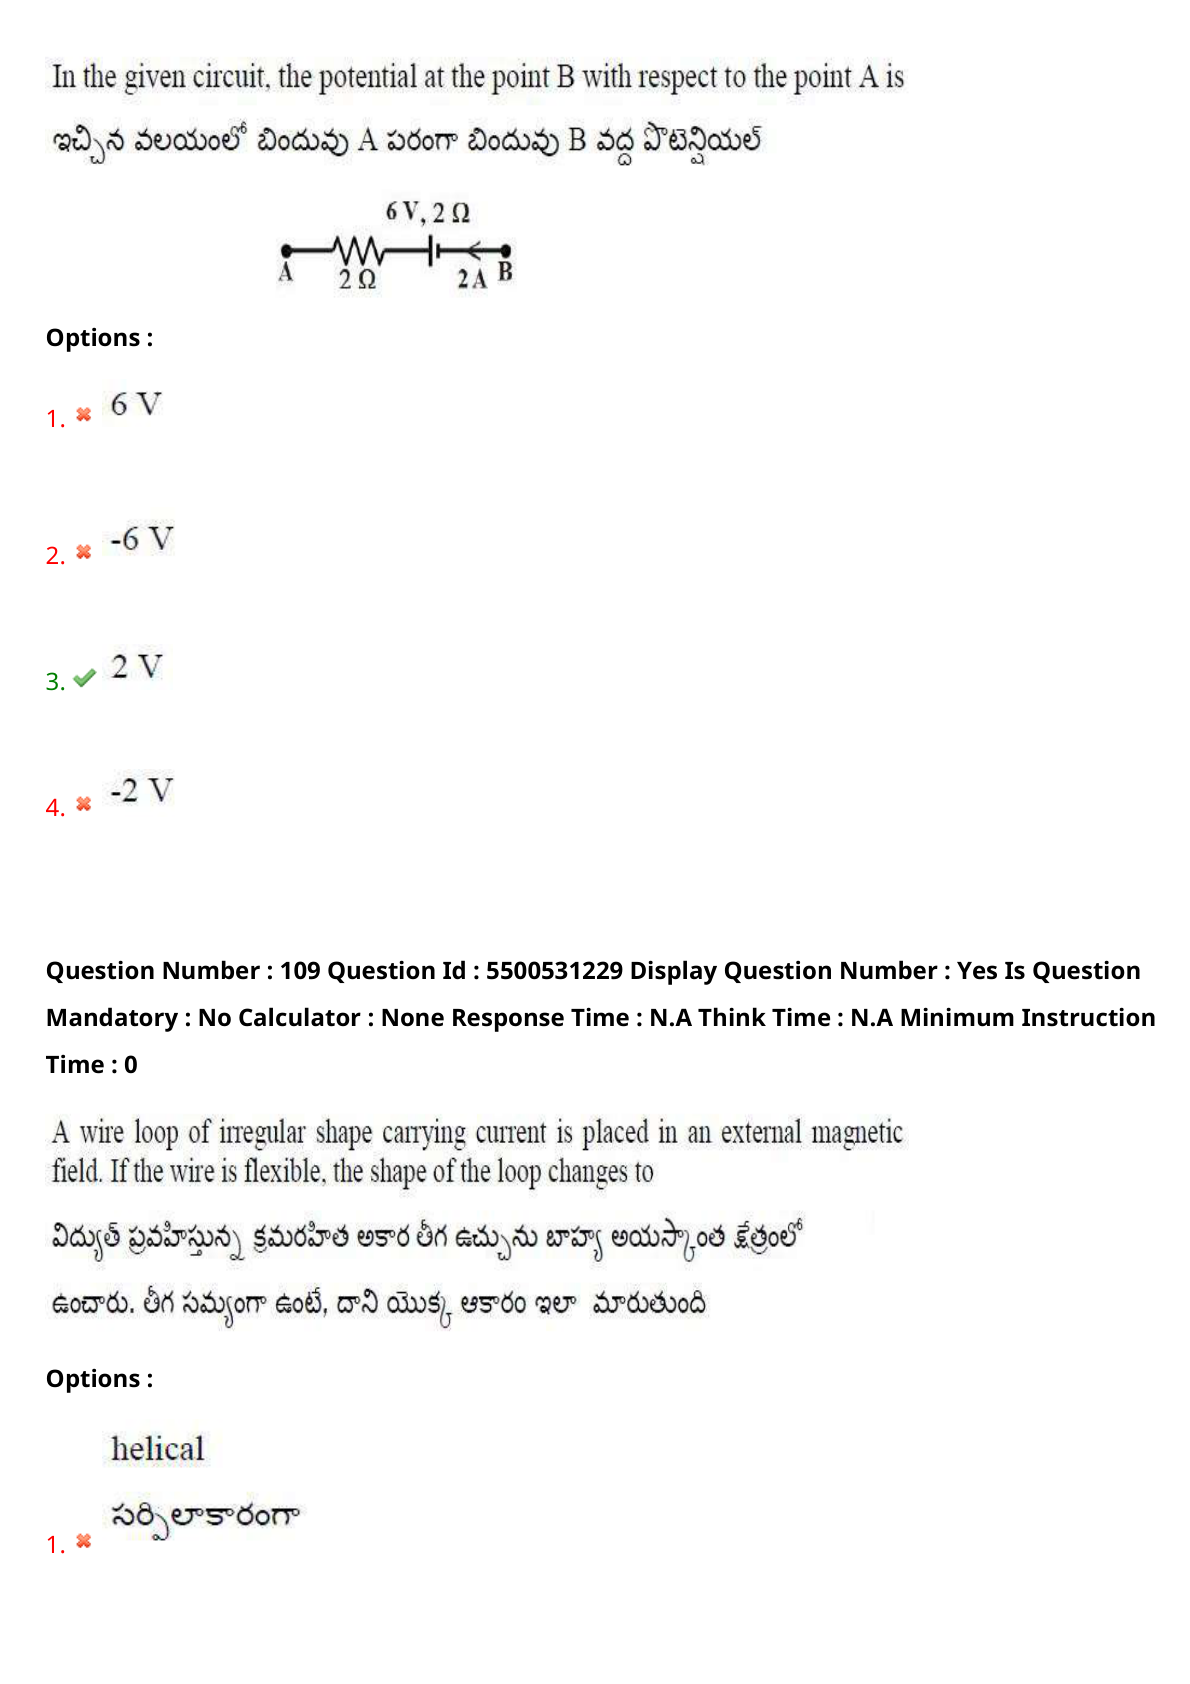 In the given circuit, the potential at the point B with respect to the point A is
ఇచ్చిన వలయంలో బిందువు A పరంగా బిందువు B వద్ద పొటెన్షియల్
6 V, 2 Ω
A 2 Ω 2 A B
Options :
1. 6 V
2. -6 V
3. 2 V
4. -2 V
Question Number : 109 Question Id : 5500531229 Display Question Number : Yes Is Question
Mandatory : No Calculator : None Response Time : N.A Think Time : N.A Minimum Instruction
Time : 0
A wire loop of irregular shape carrying current is placed in an external magnetic
field. If the wire is flexible, the shape of the loop changes to
విద్యుత్ ప్రవహిస్తున్న క్రమరహిత అకార తీగ ఉచ్చును బాహ్య అయస్కాంత క్షేత్రంలో
ఉంచారు. తీగ సమ్యంగా ఉంటే, దాని యొక్క ఆకారం ఇలా మారుతుంది
Options :
helical
సర్పిలాకారంగా
1.